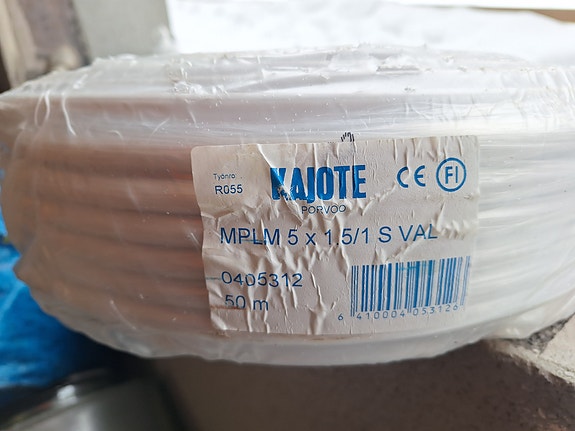 Työnro:...
R055
KAJOTE
PORVOO
CE FI
MPLM 5 x 1.5/1 S VAL
0405312
50 m
6 410004 053126